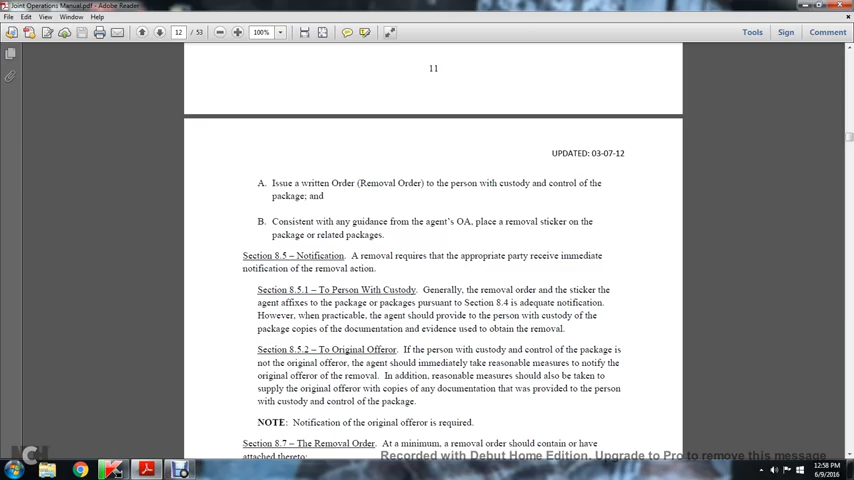 Joint Operations Manual.pdf - Adobe Reader
File Edit View Window Help
12 / 53 100% Tools Sign Comment
11
UPDATED: 03-07-12
A. Issue a written Order (Removal Order) to the person with custody and control of the
package; and
B. Consistent with any guidance from the agent's OA, place a removal sticker on the
package or related packages.
Section 8.5 – Notification. A removal requires that the appropriate party receive immediate
notification of the removal action.
Section 8.5.1 – To Person With Custody. Generally, the removal order and the sticker the
agent affixes to the package or packages pursuant to Section 8.4 is adequate notification.
However, when practicable, the agent should provide to the person with custody of the
package copies of the documentation and evidence used to obtain the removal.
Section 8.5.2 – To Original Offeror. If the person with custody and control of the package is
not the original offeror, the agent should immediately take reasonable measures to notify the
original offeror of the removal. In addition, reasonable measures should also be taken to
supply the original offeror with copies of any documentation that was provided to the person
with custody and control of the package.
NOTE: Notification of the original offeror is required.
Section 8.7 – The Removal Order. At a minimum, a removal order should contain or have
attached thereto:
Recorded with Debut Home Edition. Upgrade to Pro to remove this message
NCH
12:58 PM
6/9/2016